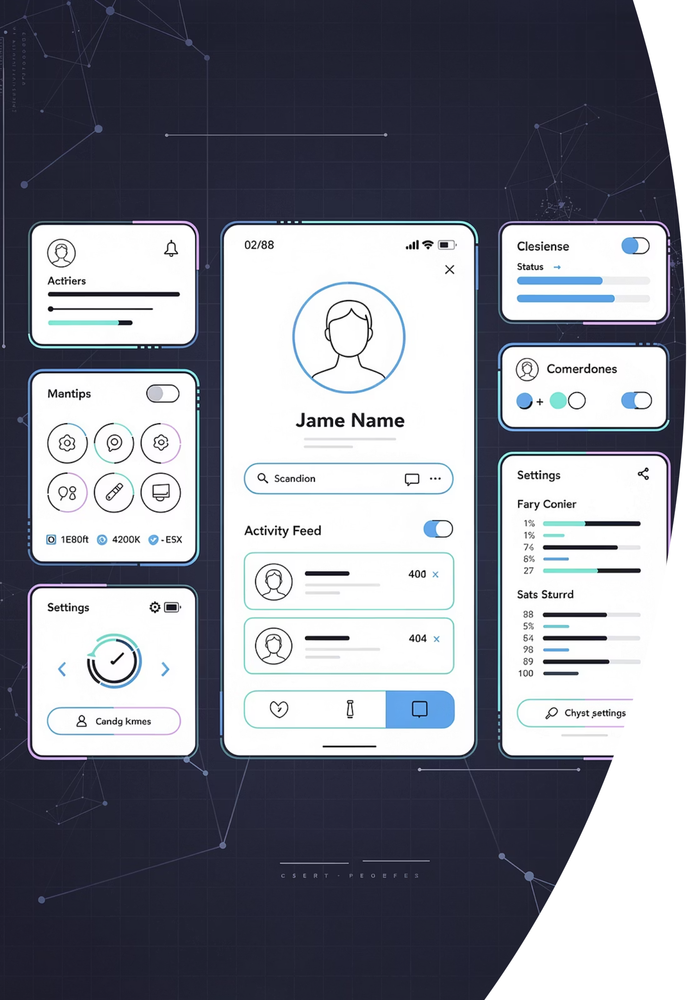 Actriers
Mantips
1E80ft 4200K - ESX
Settings
Candg kmes
02/88
Jame Name
Scandion
Activity Feed
400 ×
404 ×
Clesiense
Status →
Comerdones
+
Settings
Fary Conier
1%
1%
8%
27
Sats Sturrd
88
5%
64
98
89
100
Chyst settings
CSERT - PEOEFES